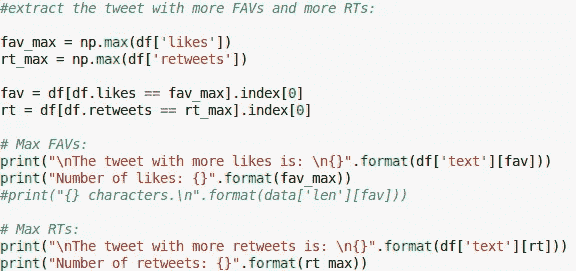 #extract the tweet with more FAVs and more RTs:
fav_max = np.max(df['likes'])
rt_max = np.max(df['retweets'])
fav = df[df.likes == fav_max].index[0]
rt = df[df.retweets == rt_max].index[0]
# Max FAVs:
print("\nThe tweet with more likes is: \n{}".format(df['text'][fav]))
print("Number of likes: {}".format(fav_max))
#print("{} characters.\n".format(data['len'][fav]))
# Max RTs:
print("\nThe tweet with more retweets is: \n{}".format(df['text'][rt]))
print("Number of retweets: {}".format(rt_max))